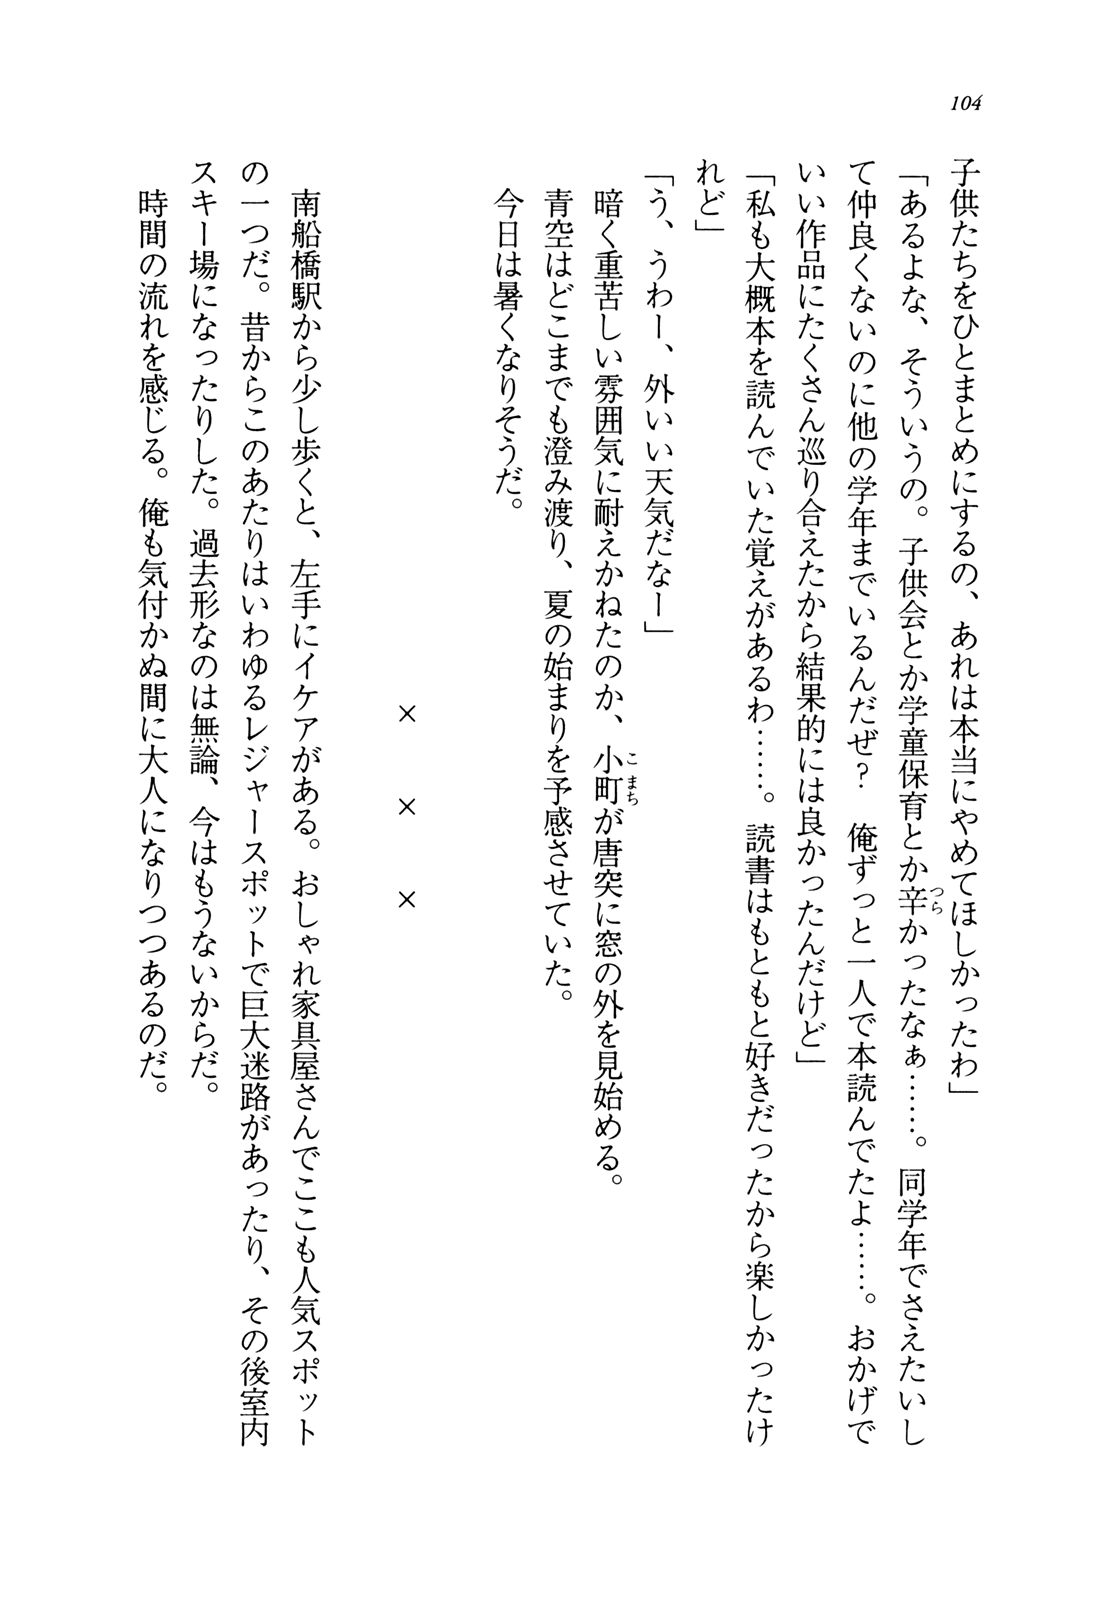 104
子供たちをひとまとめにするの、あれは本当にやめてほしかったわ」
「あるよな、そういうの。子供会とか学童保育とか辛かったなぁ……。同学年でさえたいし
つら
て仲良くないのに他の学年までいるんだぜ？　俺ずっと一人で本読んでたよ……。おかげで
いい作品にたくさん巡り合えたから結果的には良かったんだけど」
「私も大概本を読んでいた覚えがあるわ……。読書はもともと好きだったから楽しかったけ
れど」
「う、うわー、外いい天気だなー」
　暗く重苦しい雰囲気に耐えかねたのか、小町が唐突に窓の外を見始める。
こまち
　青空はどこまでも澄み渡り、夏の始まりを予感させていた。
　今日は暑くなりそうだ。
×　×　×
　南船橋駅から少し歩くと、左手にイケアがある。おしゃれ家具屋さんでここも人気スポット
の一つだ。昔からこのあたりはいわゆるレジャースポットで巨大迷路があったり、その後室内
スキー場になったりした。過去形なのは無論、今はもうないからだ。
　時間の流れを感じる。俺も気付かぬ間に大人になりつつあるのだ。